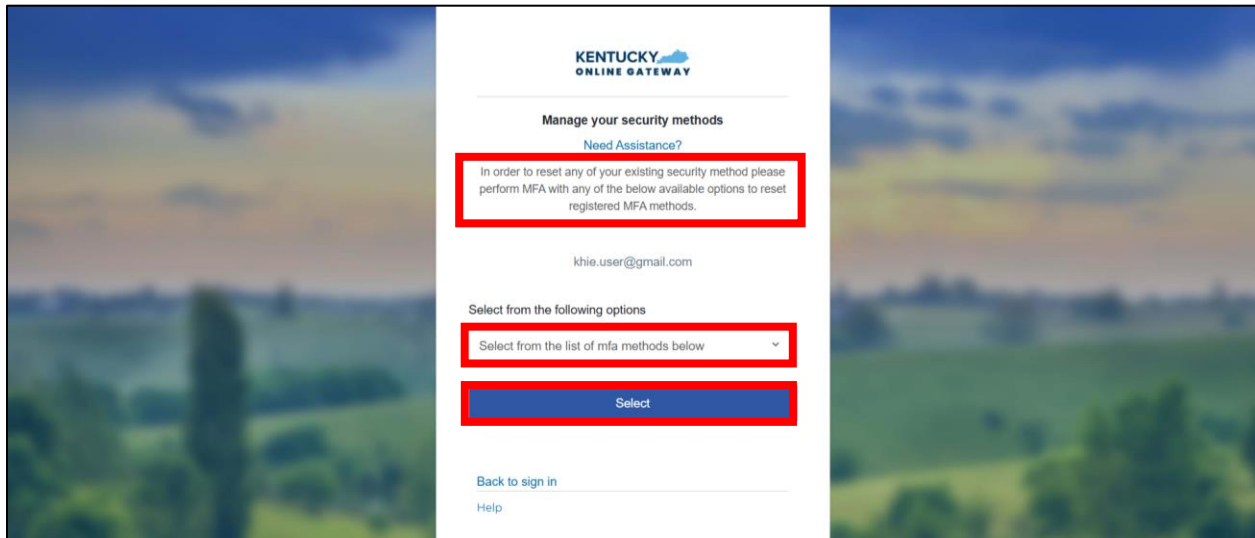 KENTUCKY
ONLINE GATEWAY
Manage your security methods
Need Assistance?
In order to reset any of your existing security method please
perform MFA with any of the below available options to reset
registered MFA methods.
khie.user@gmail.com
Select from the following options
Select from the list of mfa methods below
Select
Back to sign in
Help